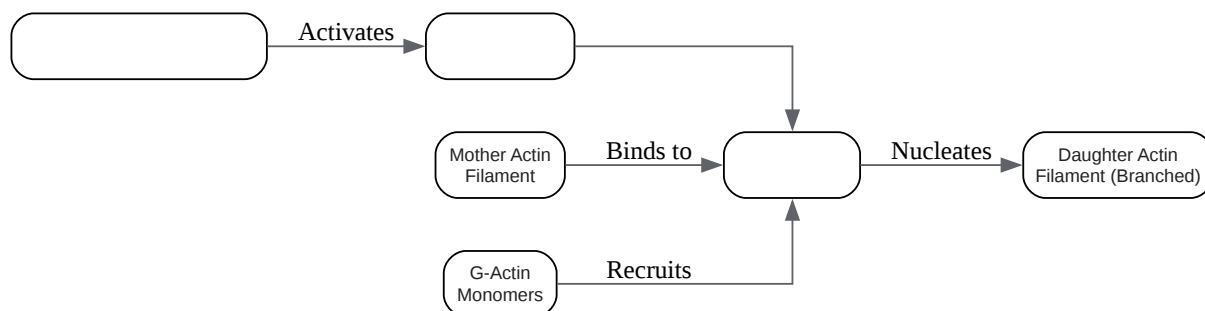 Activates
Mother Actin
Filament
Binds to
Nucleates
Daughter Actin
Filament (Branched)
G-Actin
Monomers
Recruits